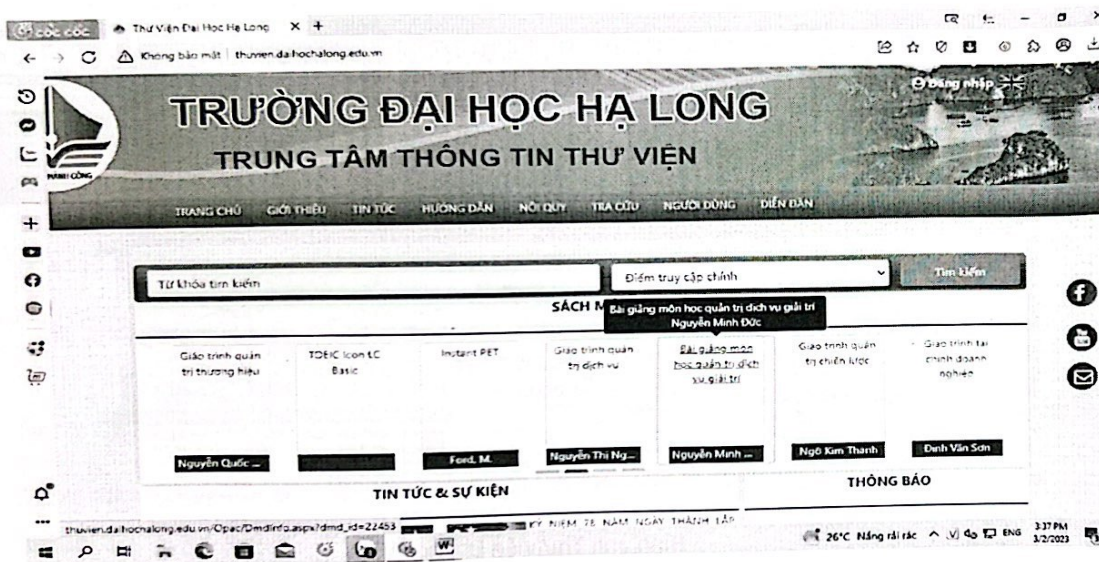 cốc cốc Thư Viện Đại Học Hạ Long
Không bảo mật thuvien.daihochalong.edu.vn
Đăng nhập
TRƯỜNG ĐẠI HỌC HẠ LONG
TRUNG TÂM THÔNG TIN THƯ VIỆN
TRANG CHỦ GIỚI THIỆU TIN TỨC HƯỚNG DẪN NỘI QUY TRA CỨU NGƯỜI DÙNG DIỄN ĐÀN
Từ khóa tìm kiếm Điểm truy cập chính Tìm kiếm
SÁCH M
Bài giảng môn học quản trị dịch vụ giải trí
Nguyễn Minh Đức
Giáo trình quản trị thương hiệu
TOEIC Icon LC Basic
Instant PET
Giáo trình quản trị dịch vụ
Bài giảng môn học quản trị dịch vụ giải trí
Giáo trình quản trị chiến lược
Giáo trình tài chính doanh nghiệp
Nguyễn Quốc ... Ford, M. Nguyễn Thị Ng... Nguyễn Minh ... Ngô Kim Thanh Đinh Văn Sơn
TIN TỨC & SỰ KIỆN THÔNG BÁO
thuvien.daihochalong.edu.vn/Opac/DmdInfo.aspx?dmd_id=22453 KỶ NIỆM 78 NĂM NGÀY THÀNH LẬP
26°C Nắng rải rác ENG 3:37 PM
3/2/2023